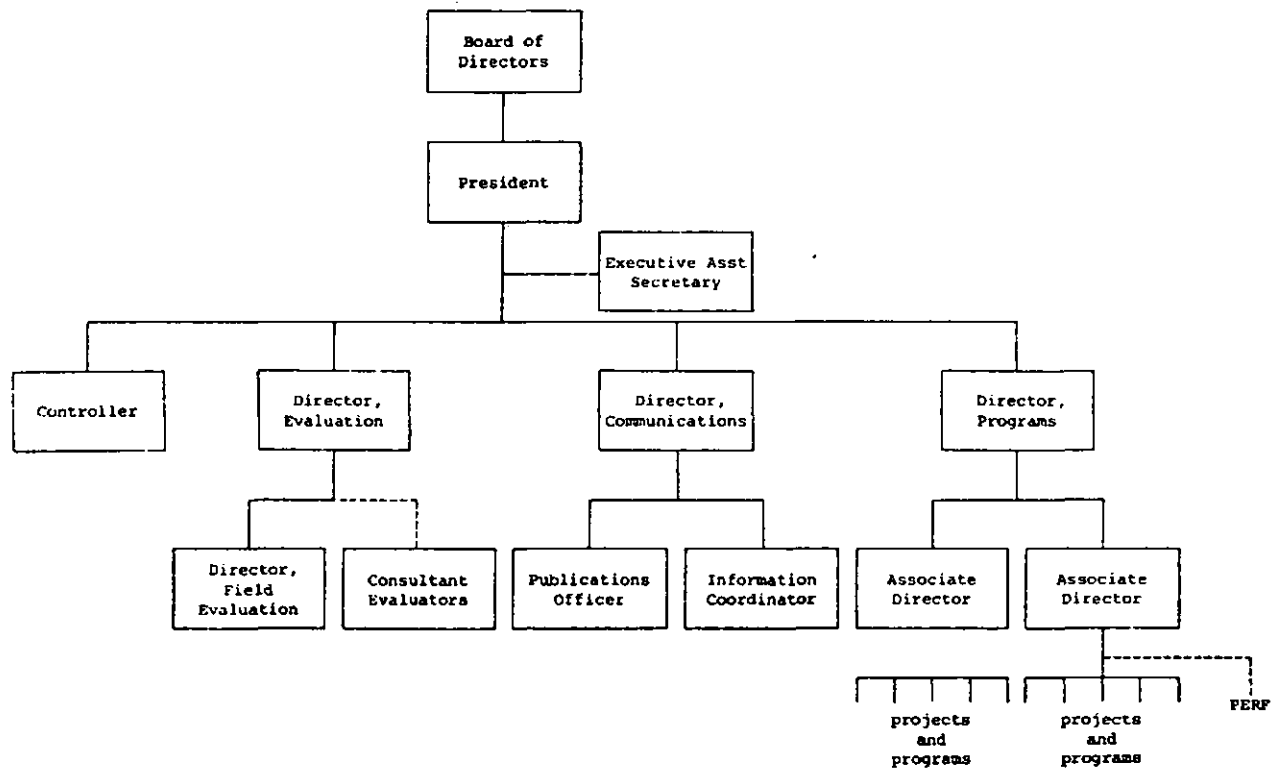 Board of
Directors
President
Executive Asst
Secretary
Controller
Director,
Evaluation
Director,
Communications
Director,
Programs
Director,
Field
Evaluation
Consultant
Evaluators
Publications
Officer
Information
Coordinator
Associate
Director
Associate
Director
projects
and
programs
projects
and
programs
PERF